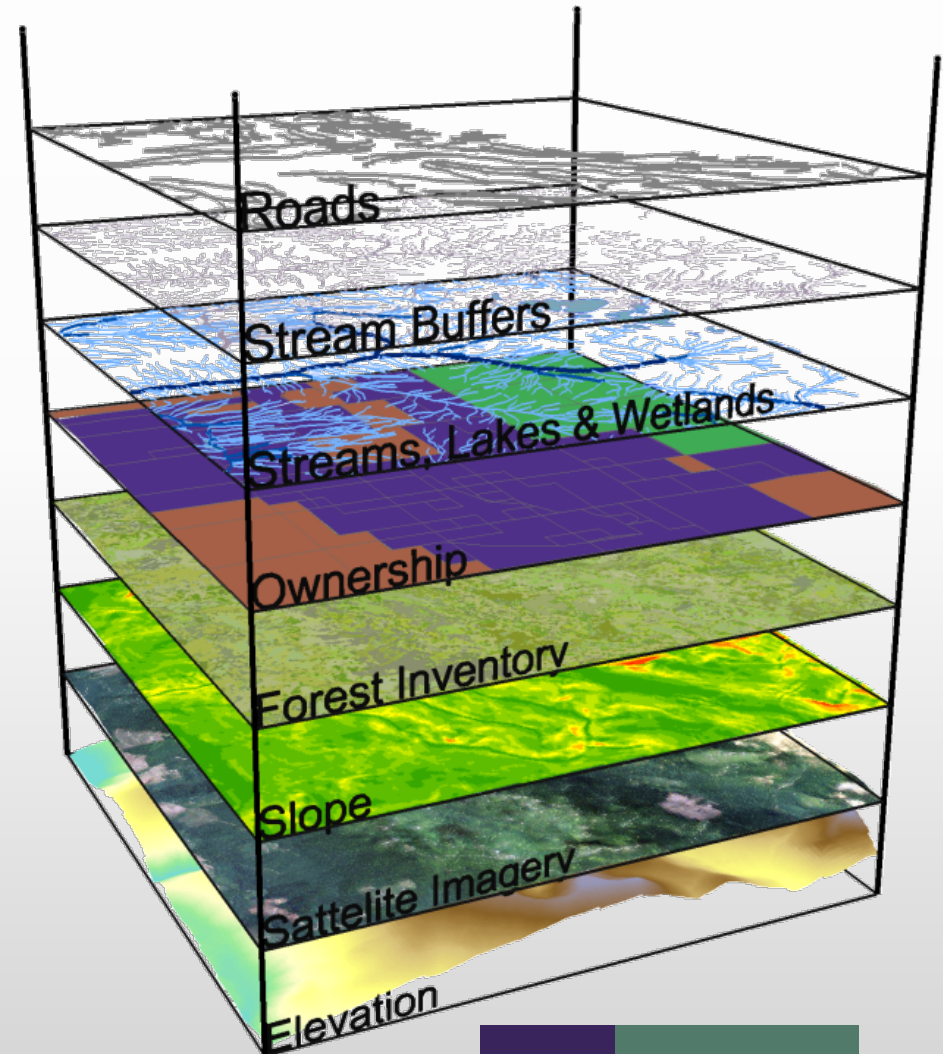 Roads
Stream Buffers
Streams, Lakes & Wetlands
Ownership
Forest Inventory
Slope
Sattelite Imagery
Elevation